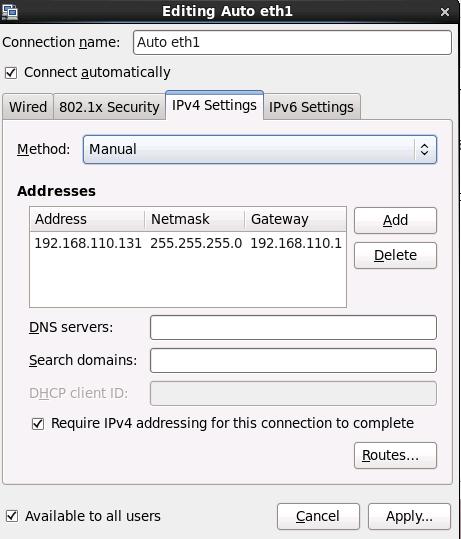 Editing Auto eth1
Connection name: Auto eth1
Connect automatically
Wired 802.1x Security IPv4 Settings IPv6 Settings
Method: Manual
Addresses
Address Netmask Gateway
192.168.110.131 255.255.255.0 192.168.110.1
Add
Delete
DNS servers:
Search domains:
DHCP client ID:
Require IPv4 addressing for this connection to complete
Routes...
Available to all users
Cancel Apply...